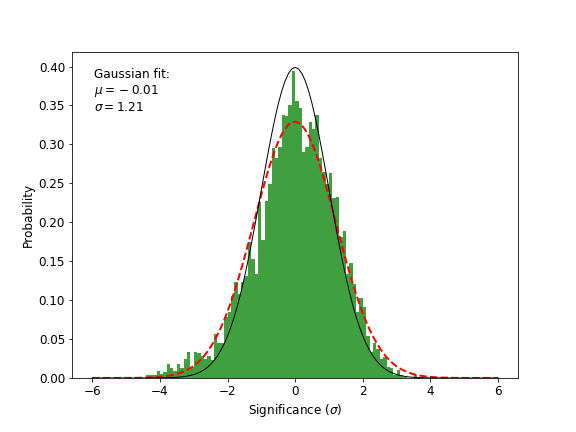 Gaussian fit:
μ = −0.01
σ = 1.21
0.40
0.35
0.30
0.25
0.20
0.15
0.10
0.05
0.00
Probability
−6 −4 −2 0 2 4 6
Significance (σ)